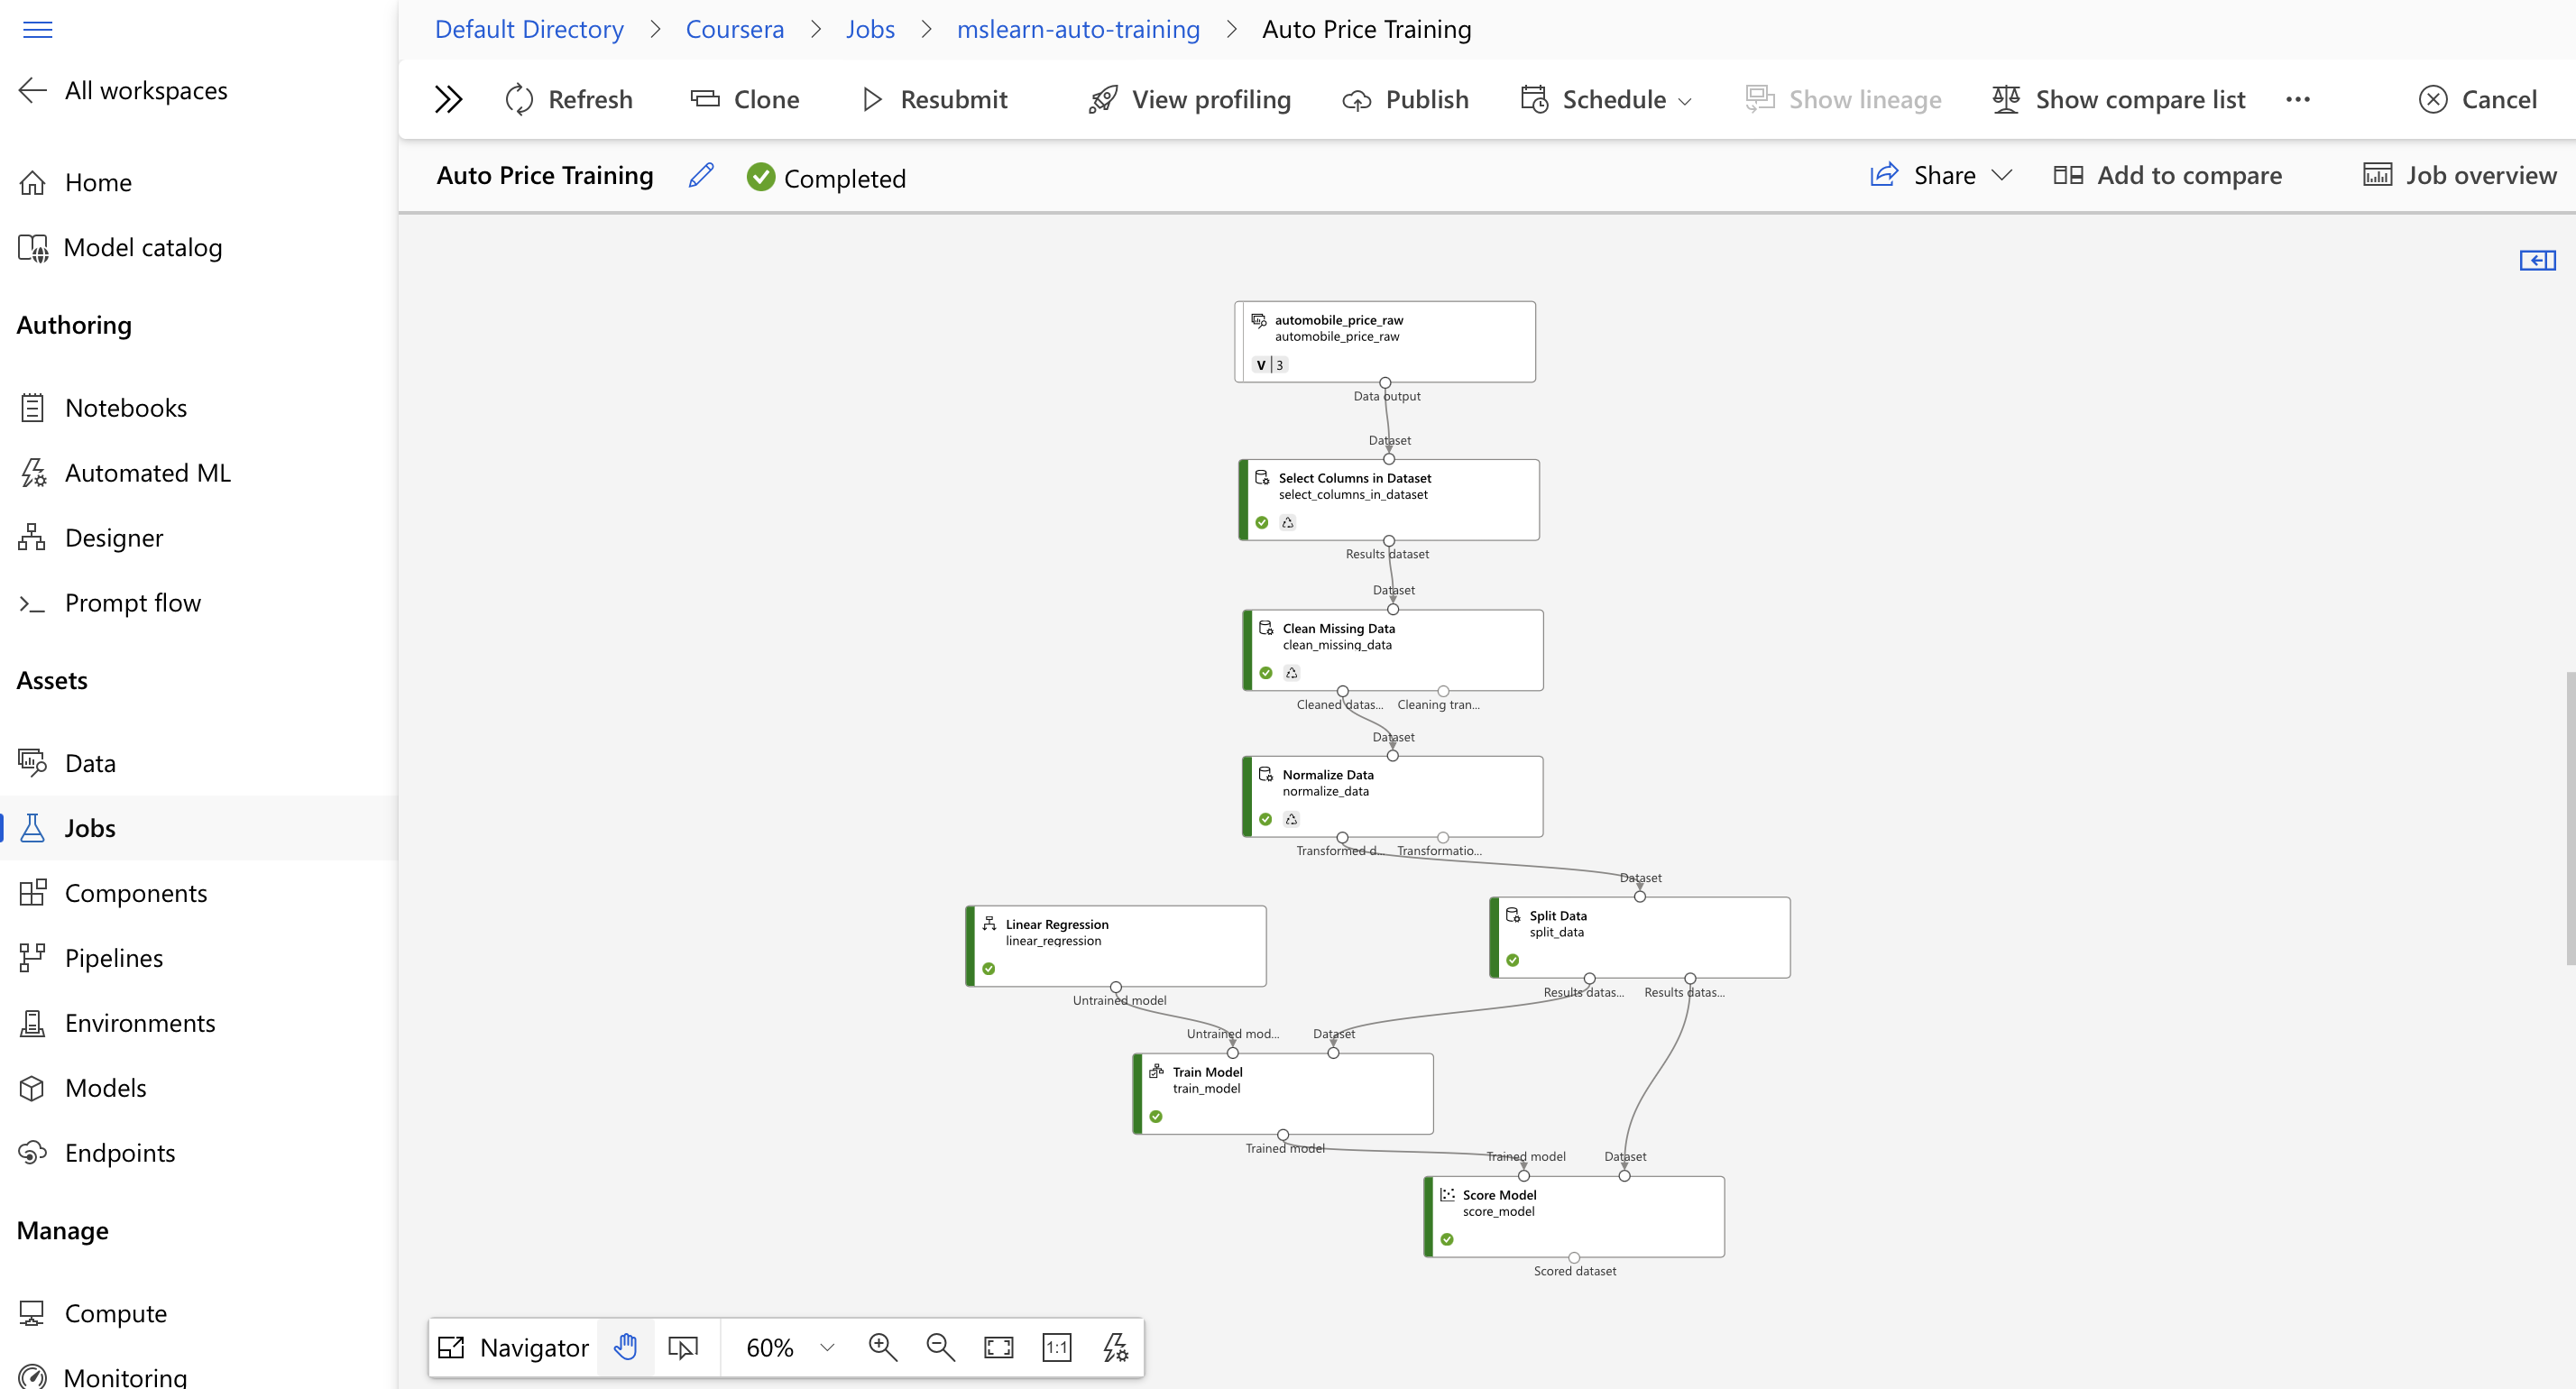 Default Directory > Coursera > Jobs > mslearn-auto-training > Auto Price Training
All workspaces
Refresh Clone Resubmit View profiling Publish Schedule Show lineage Show compare list ... Cancel
Auto Price Training Completed Share Add to compare Job overview
Home
Model catalog
Authoring
Notebooks
Automated ML
Designer
Prompt flow
Assets
Data
Jobs
Components
Pipelines
Environments
Models
Endpoints
Manage
Compute
Monitoring
automobile_price_raw
automobile_price_raw
V | 3
Data output
Dataset
Select Columns in Dataset
select_columns_in_dataset
Results dataset
Dataset
Clean Missing Data
clean_missing_data
Cleaned datas... Cleaning tran...
Dataset
Normalize Data
normalize_data
Transformed d... Transformatio...
Dataset
Linear Regression
linear_regression
Untrained model
Split Data
split_data
Results datas... Results datas...
Untrained mod... Dataset
Train Model
train_model
Trained model
Trained model Dataset
Score Model
score_model
Scored dataset
Navigator 60% 1:1